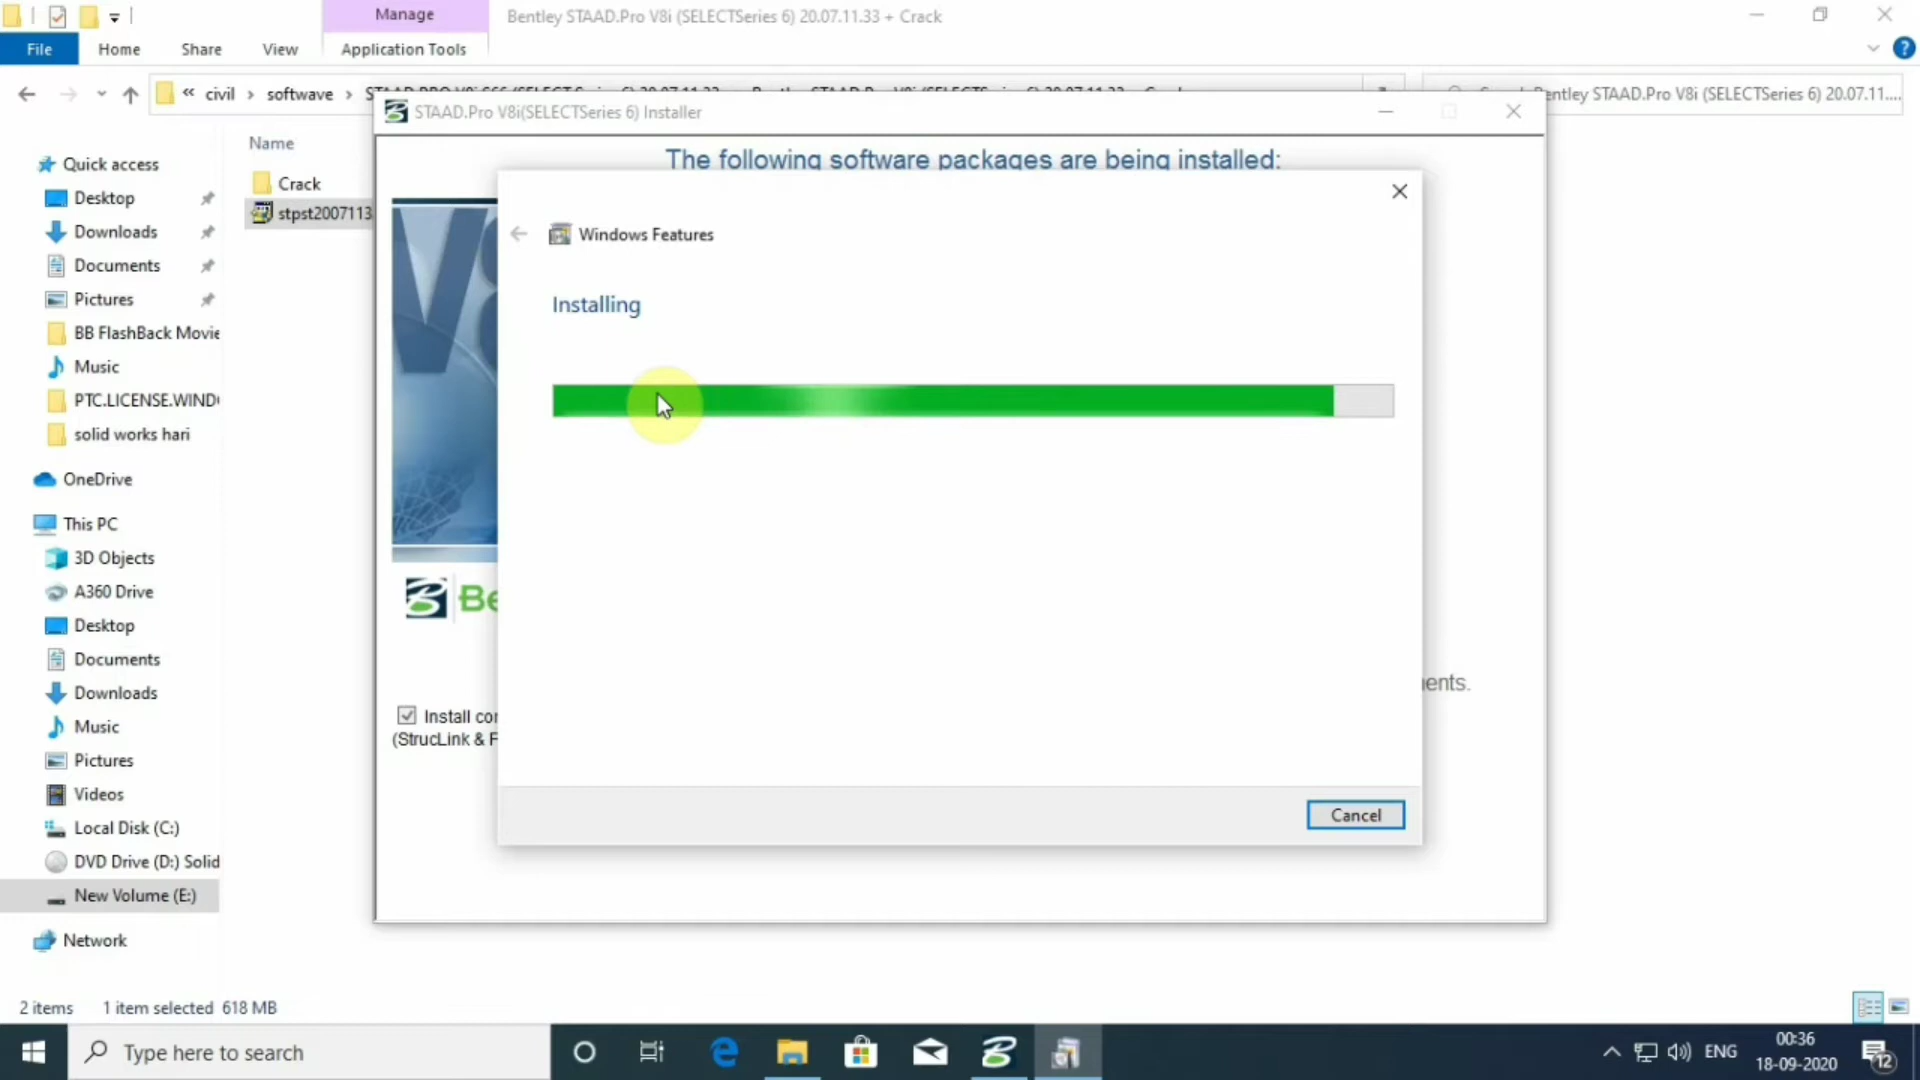 Manage
Bentley STAAD.Pro V8i (SELECTSeries 6) 20.07.11.33 + Crack
File
Home
Share
View
Application Tools
« civil › softwave ›
Bentley STAAD.Pro V8i (SELECTSeries 6) 20.07.11....
STAAD.Pro V8i(SELECTSeries 6) Installer
Name
The following software packages are being installed:
Quick access
Crack
Desktop
stpst2007113
Downloads
Windows Features
Documents
Pictures
Installing
BB FlashBack Movie
Music
PTC.LICENSE.WIND
solid works hari
OneDrive
This PC
3D Objects
A360 Drive
Be
Desktop
Documents
ents.
Downloads
Install con
Music
(StrucLink & F
Pictures
Videos
Cancel
Local Disk (C:)
DVD Drive (D:) Solid
New Volume (E:)
Network
2 items
1 item selected 618 MB
Type here to search
ENG
00:36
18-09-2020
12